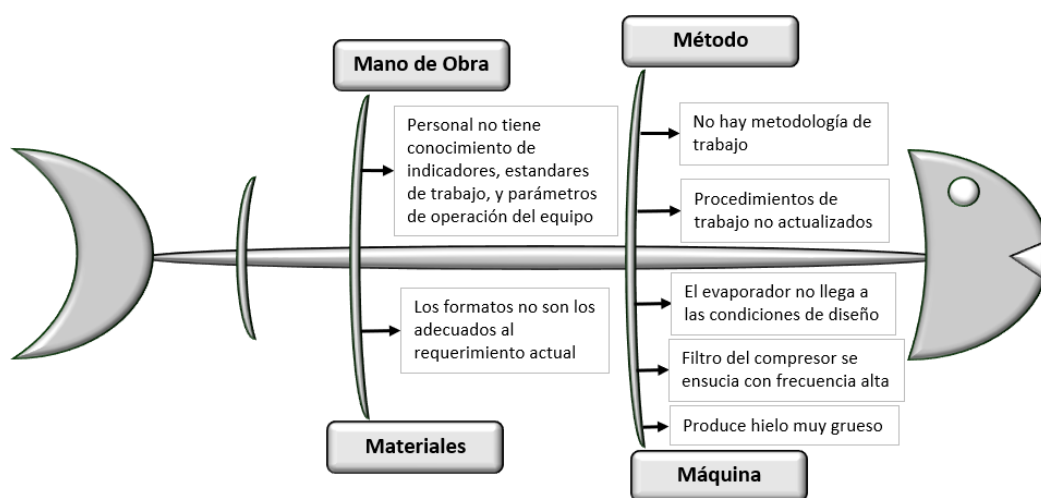 Mano de Obra
Personal no tiene
conocimiento de
indicadores, estandares
de trabajo, y parámetros
de operación del equipo
Método
No hay metodología de
trabajo
Procedimientos de
trabajo no actualizados
Los formatos no son los
adecuados al
requerimiento actual
Materiales
El evaporador no llega a
las condiciones de diseño
Filtro del compresor se
ensucia con frecuencia alta
Produce hielo muy grueso
Máquina